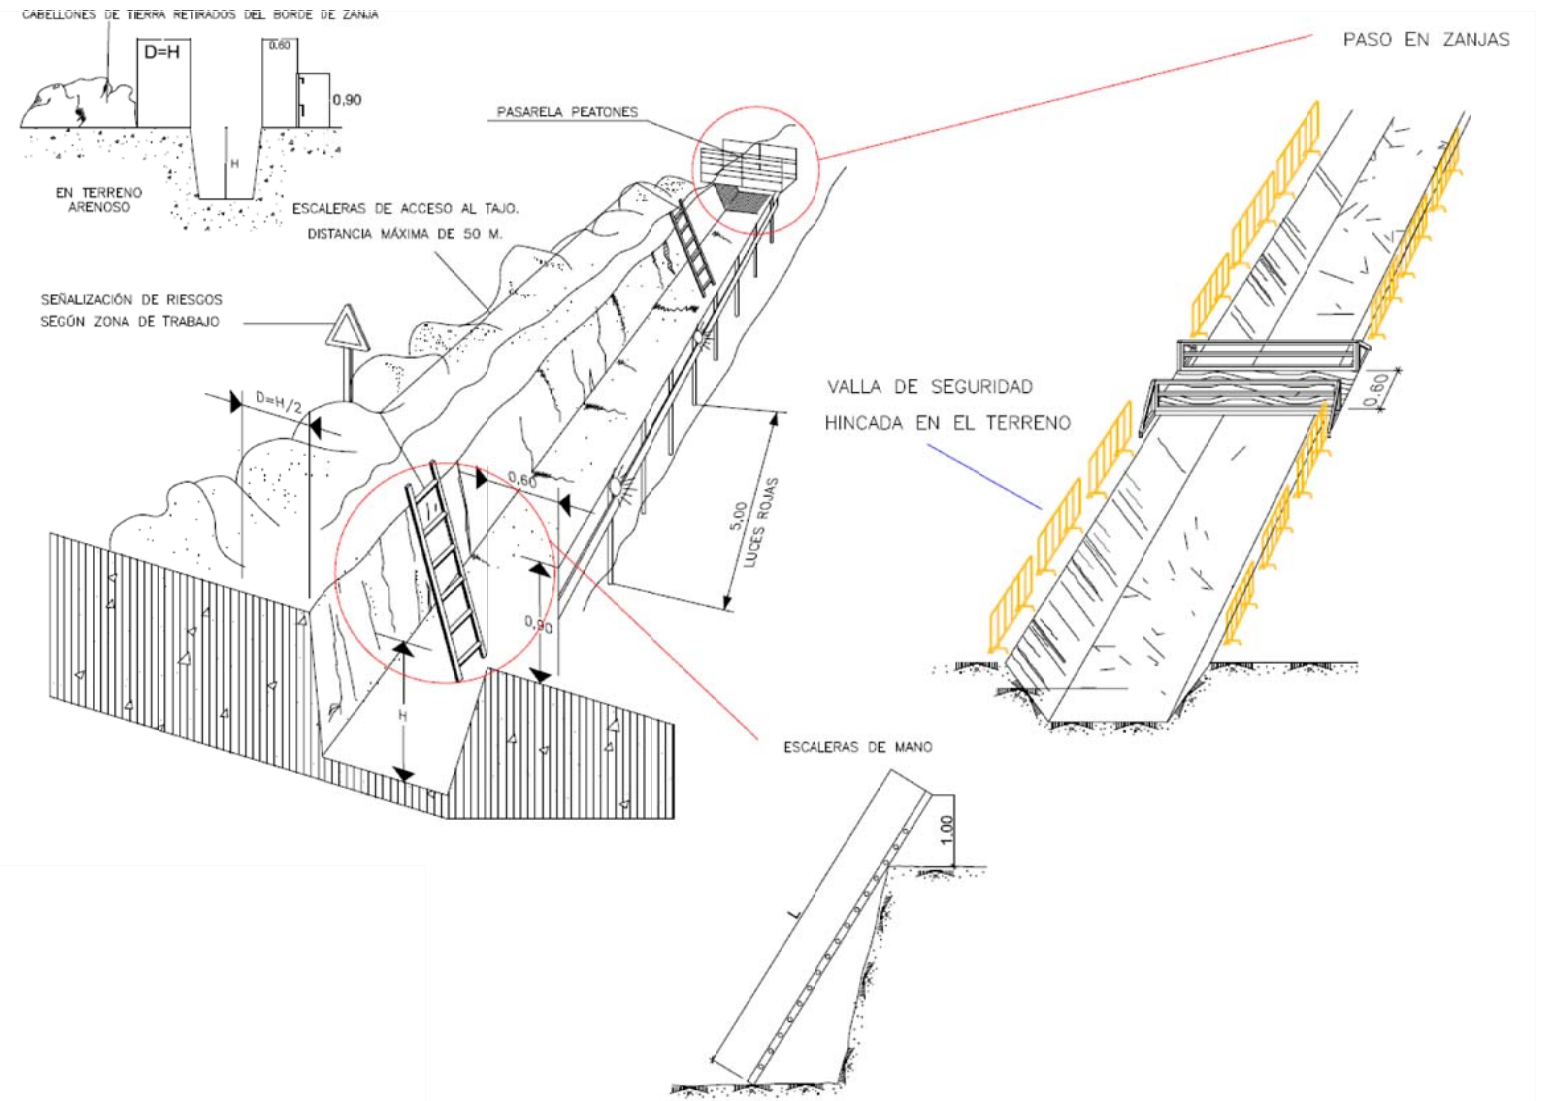 CABELLONES DE TIERRA RETIRADOS DEL BORDE DE ZANJA
D=H
0.60
0,90
H
EN TERRENO
ARENOSO
PASARELA PEATONES
PASO EN ZANJAS
ESCALERAS DE ACCESO AL TAJO.
DISTANCIA MÁXIMA DE 50 M.
SEÑALIZACIÓN DE RIESGOS
SEGÚN ZONA DE TRABAJO
D=H/2
0,60
5,00
LUCES ROJAS
0,90
H
VALLA DE SEGURIDAD
HINCADA EN EL TERRENO
0.60
ESCALERAS DE MANO
1.00
L